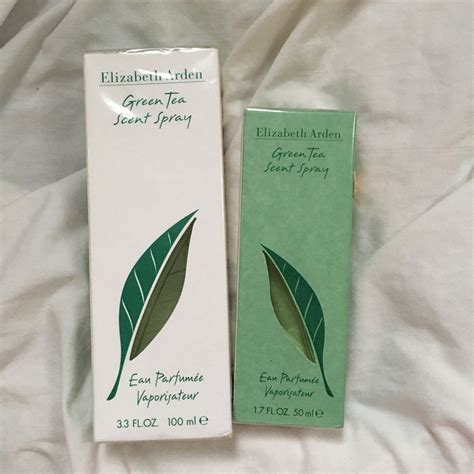 Elizabeth Arden
Green Tea
Scent Spray
Eau Parfumée
Vaporisateur
3.3 FL.OZ. 100 ml ℮
Elizabeth Arden
Green Tea
Scent Spray
Eau Parfumée
Vaporisateur
1.7 FL.OZ. 50 ml ℮